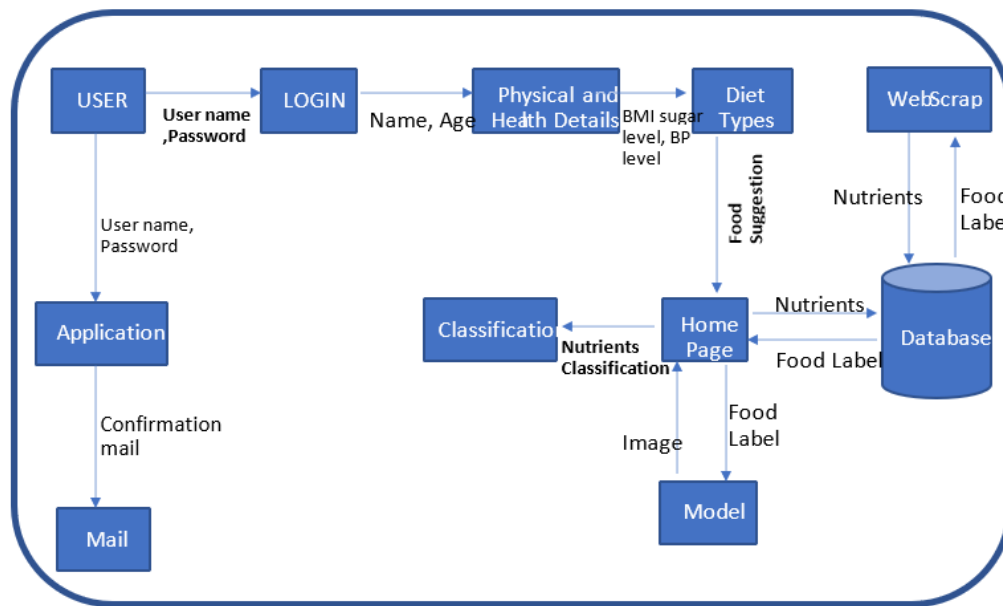 USER
User name
,Password
LOGIN
Name, Age
Physical and
Health Details
BMI sugar
level, BP
level
Diet
Types
WebScrap
Nutrients
Food
Label
Food
Suggestion
User name,
Password
Application
Classification
Nutrients
Classification
Home
Page
Nutrients
Food Label
Database
Confirmation
mail
Image
Food
Label
Mail
Model